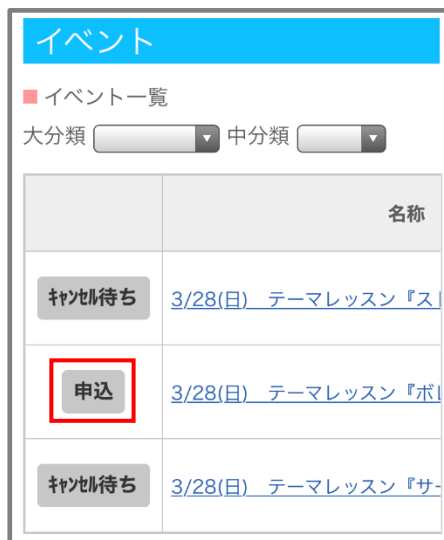 イベント
■ イベント一覧
大分類 中分類
名称
ｷｬﾝｾﾙ待ち 3/28(日) テーマレッスン『ス
申込 3/28(日) テーマレッスン『ボレ
ｷｬﾝｾﾙ待ち 3/28(日) テーマレッスン『サー